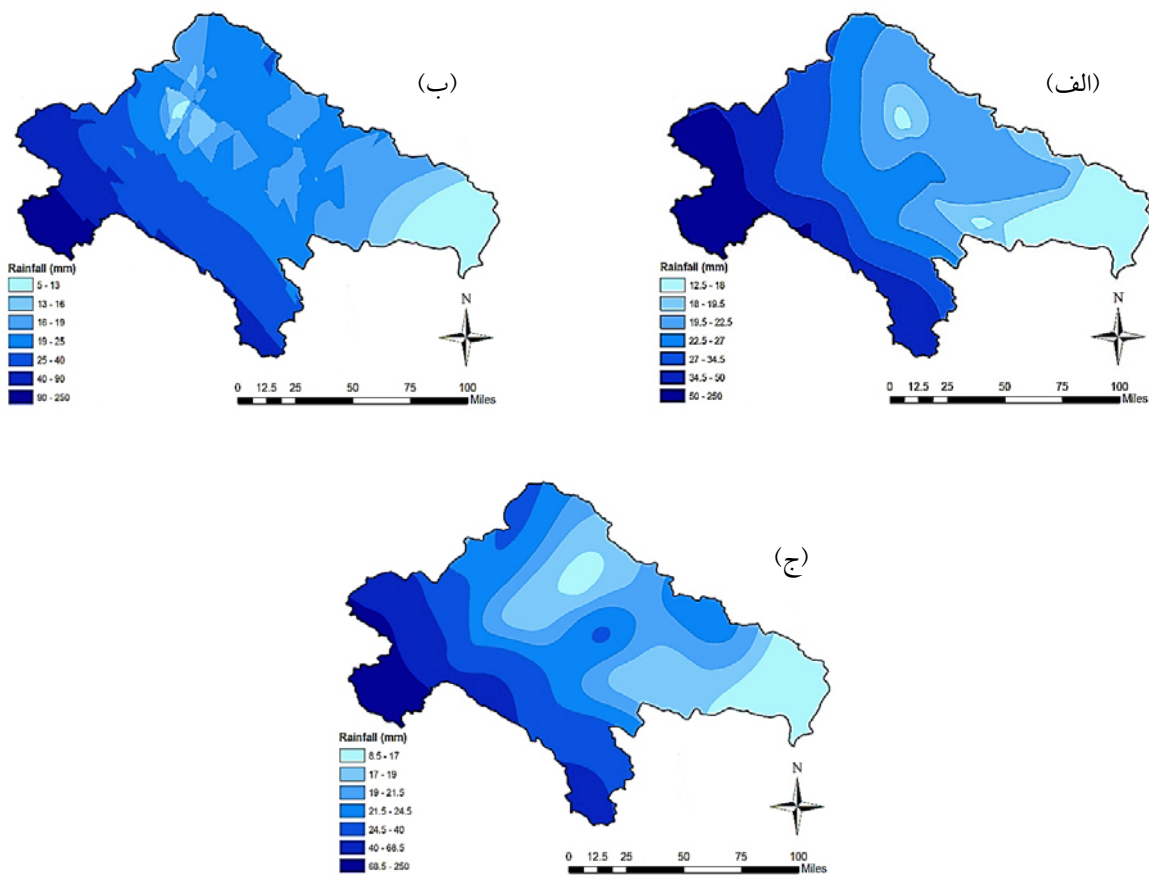 (الف)
N
Rainfall (mm)
12.5 - 18
18 - 19.5
19.5 - 22.5
22.5 - 27
27 - 34.5
34.5 - 50
50 - 250
0 12.5 25 50 75 100
Miles
(ب)
N
Rainfall (mm)
5 - 13
13 - 16
16 - 19
19 - 25
25 - 40
40 - 90
90 - 250
0 12.5 25 50 75 100
Miles
(ج)
N
Rainfall (mm)
8.5 - 17
17 - 19
19 - 21.5
21.5 - 24.5
24.5 - 40
40 - 68.5
68.5 - 250
0 12.5 25 50 75 100
Miles